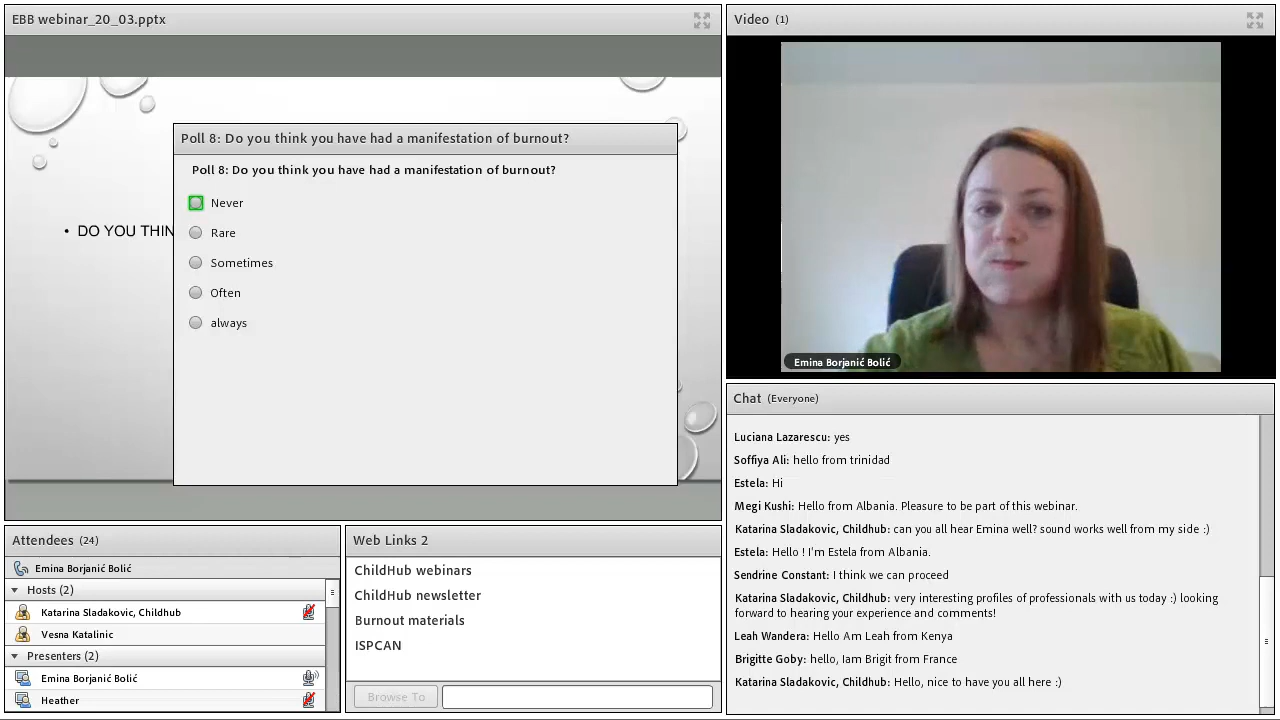 EBB webinar_20_03.pptx
• DO YOU THIN
Poll 8: Do you think you have had a manifestation of burnout?
Poll 8: Do you think you have had a manifestation of burnout?
Never
Rare
Sometimes
Often
always
Video (1)
Emina Borjanić Bolić
Chat (Everyone)
Luciana Lazarescu: yes
Soffiya Ali: hello from trinidad
Estela: Hi
Megi Kushi: Hello from Albania. Pleasure to be part of this webinar.
Katarina Sladakovic, Childhub: can you all hear Emina well? sound works well from my side :)
Estela: Hello ! I'm Estela from Albania.
Sendrine Constant: I think we can proceed
Katarina Sladakovic, Childhub: very interesting profiles of professionals with us today :) looking
forward to hearing your experience and comments!
Leah Wandera: Hello Am Leah from Kenya
Brigitte Goby: hello, Iam Brigit from France
Katarina Sladakovic, Childhub: Hello, nice to have you all here :)
Attendees (24)
Emina Borjanić Bolić
Hosts (2)
Katarina Sladakovic, Childhub
Vesna Katalinic
Presenters (2)
Emina Borjanić Bolić
Heather
Web Links 2
ChildHub webinars
ChildHub newsletter
Burnout materials
ISPCAN
Browse To